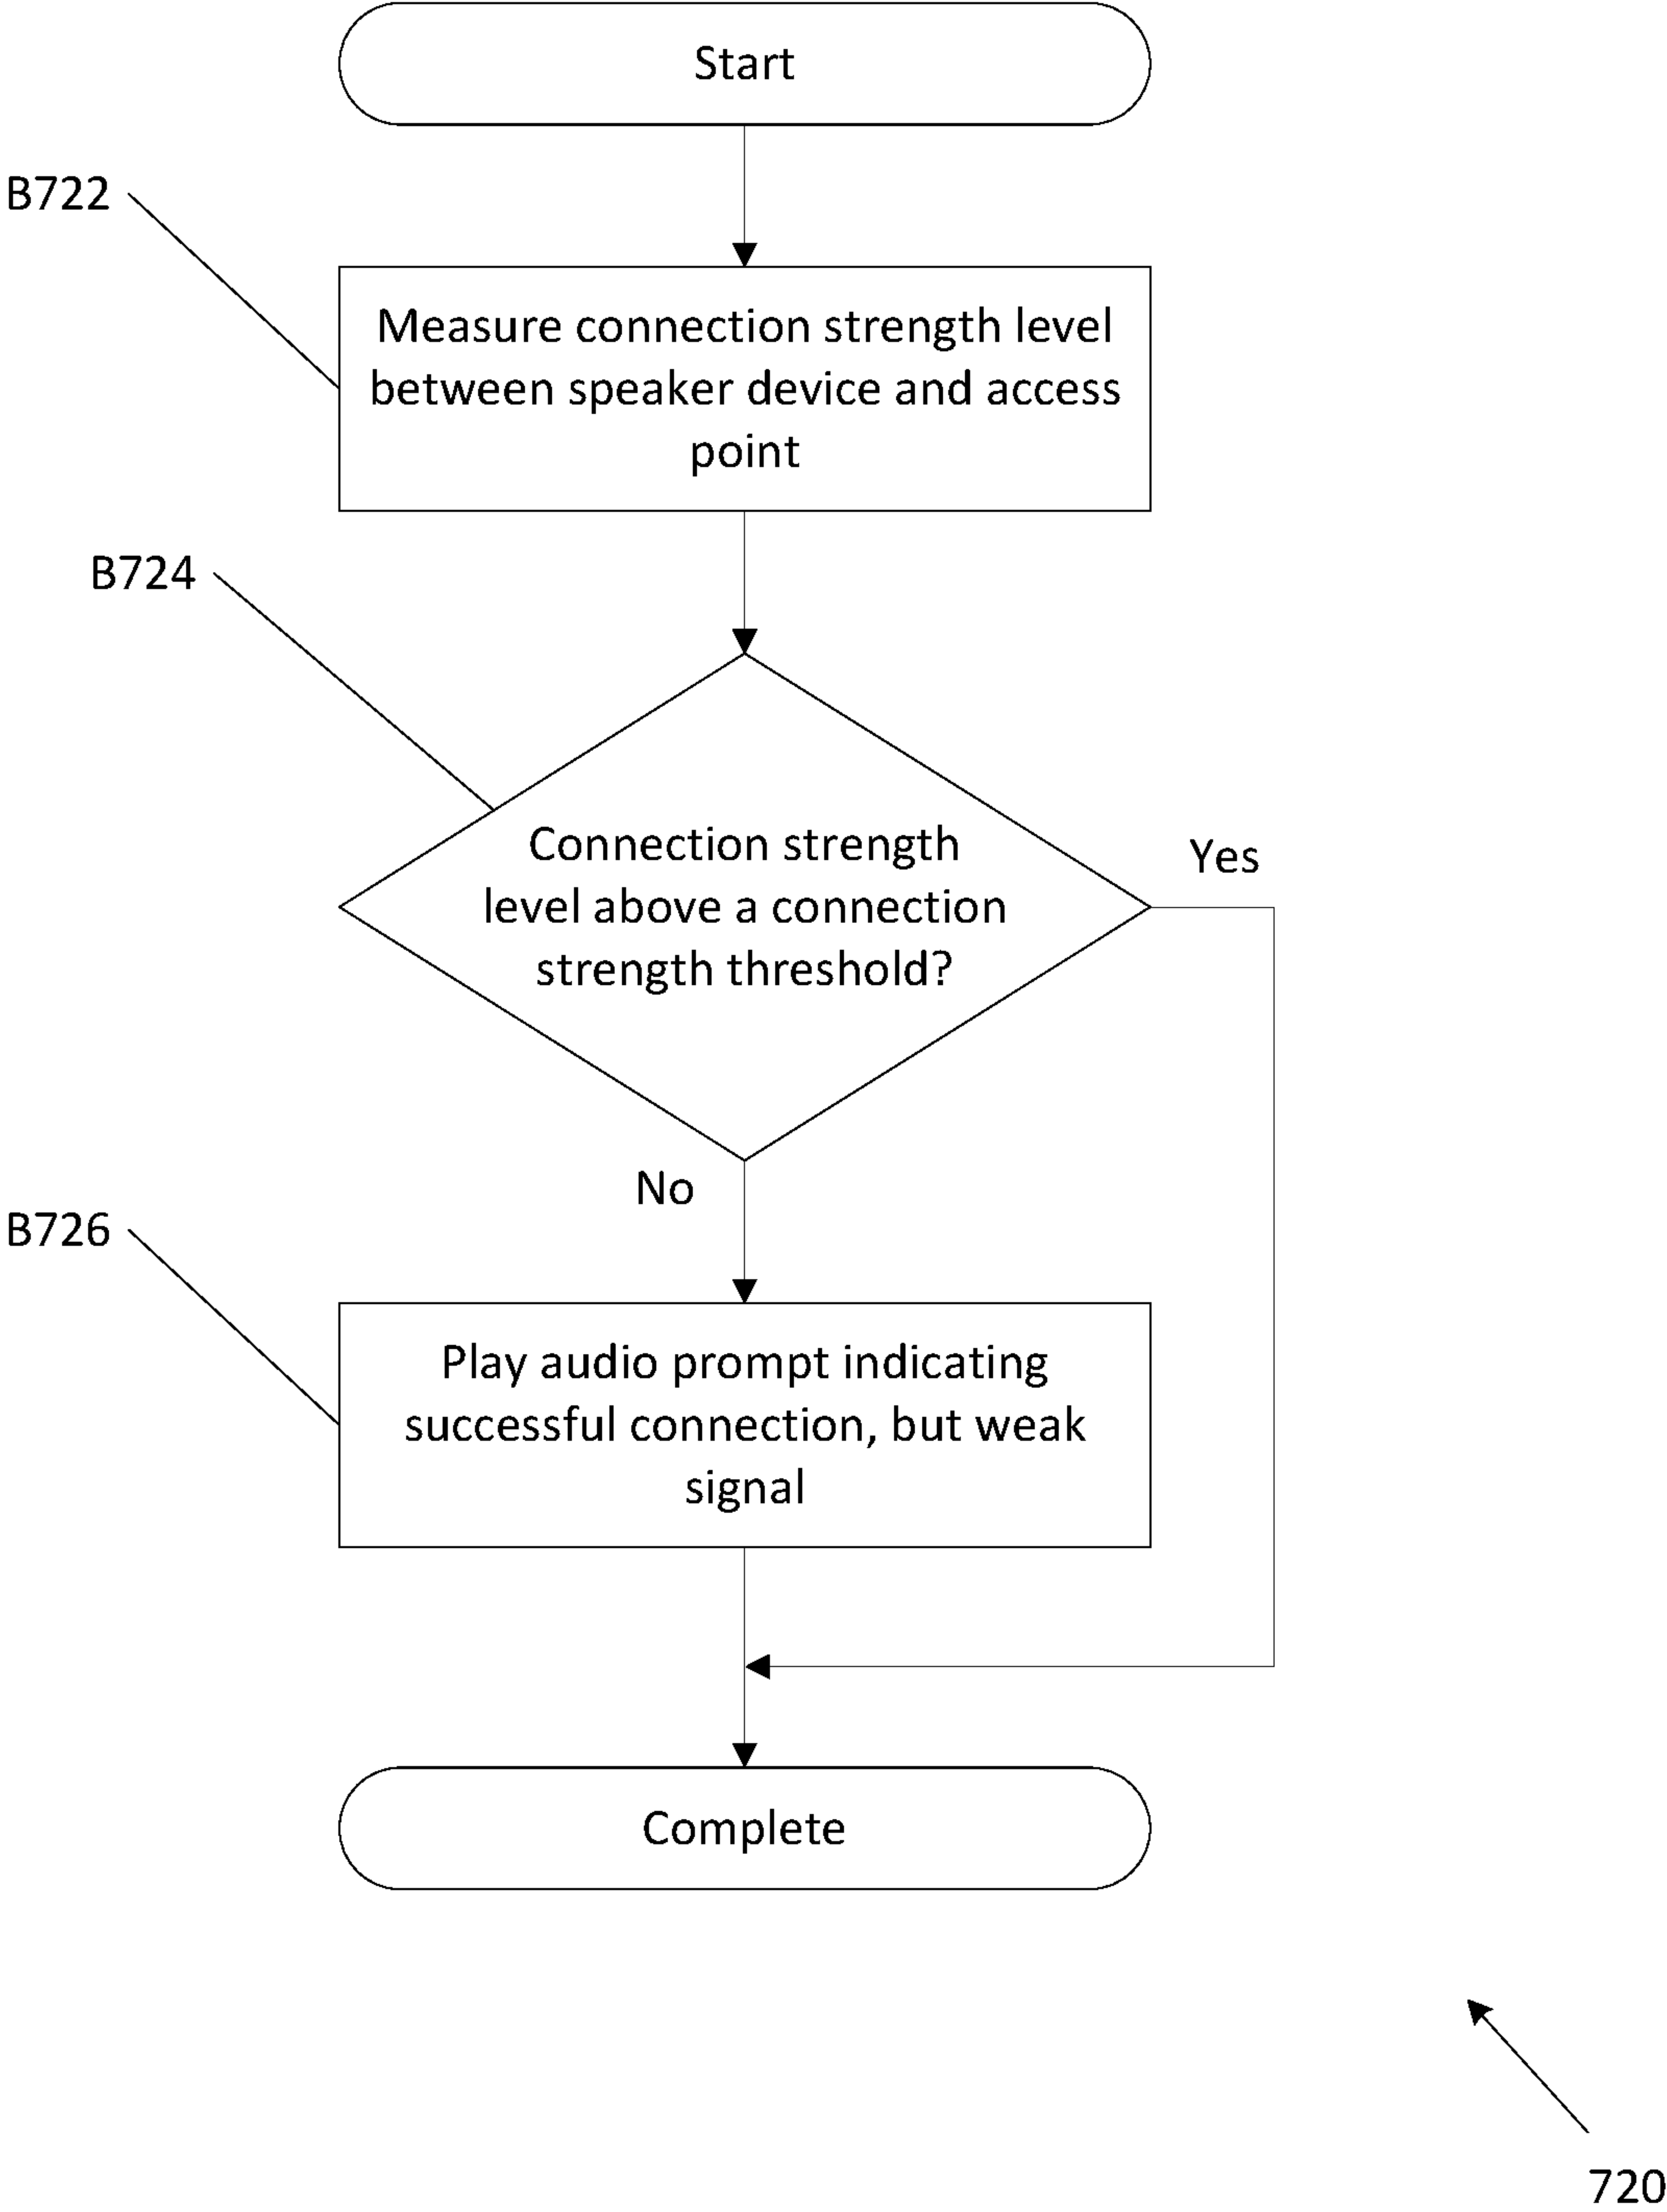 Start
B722
Measure connection strength level
between speaker device and access
point
B724
Connection strength
level above a connection
strength threshold?
Yes
No
B726
Play audio prompt indicating
successful connection, but weak
signal
Complete
720